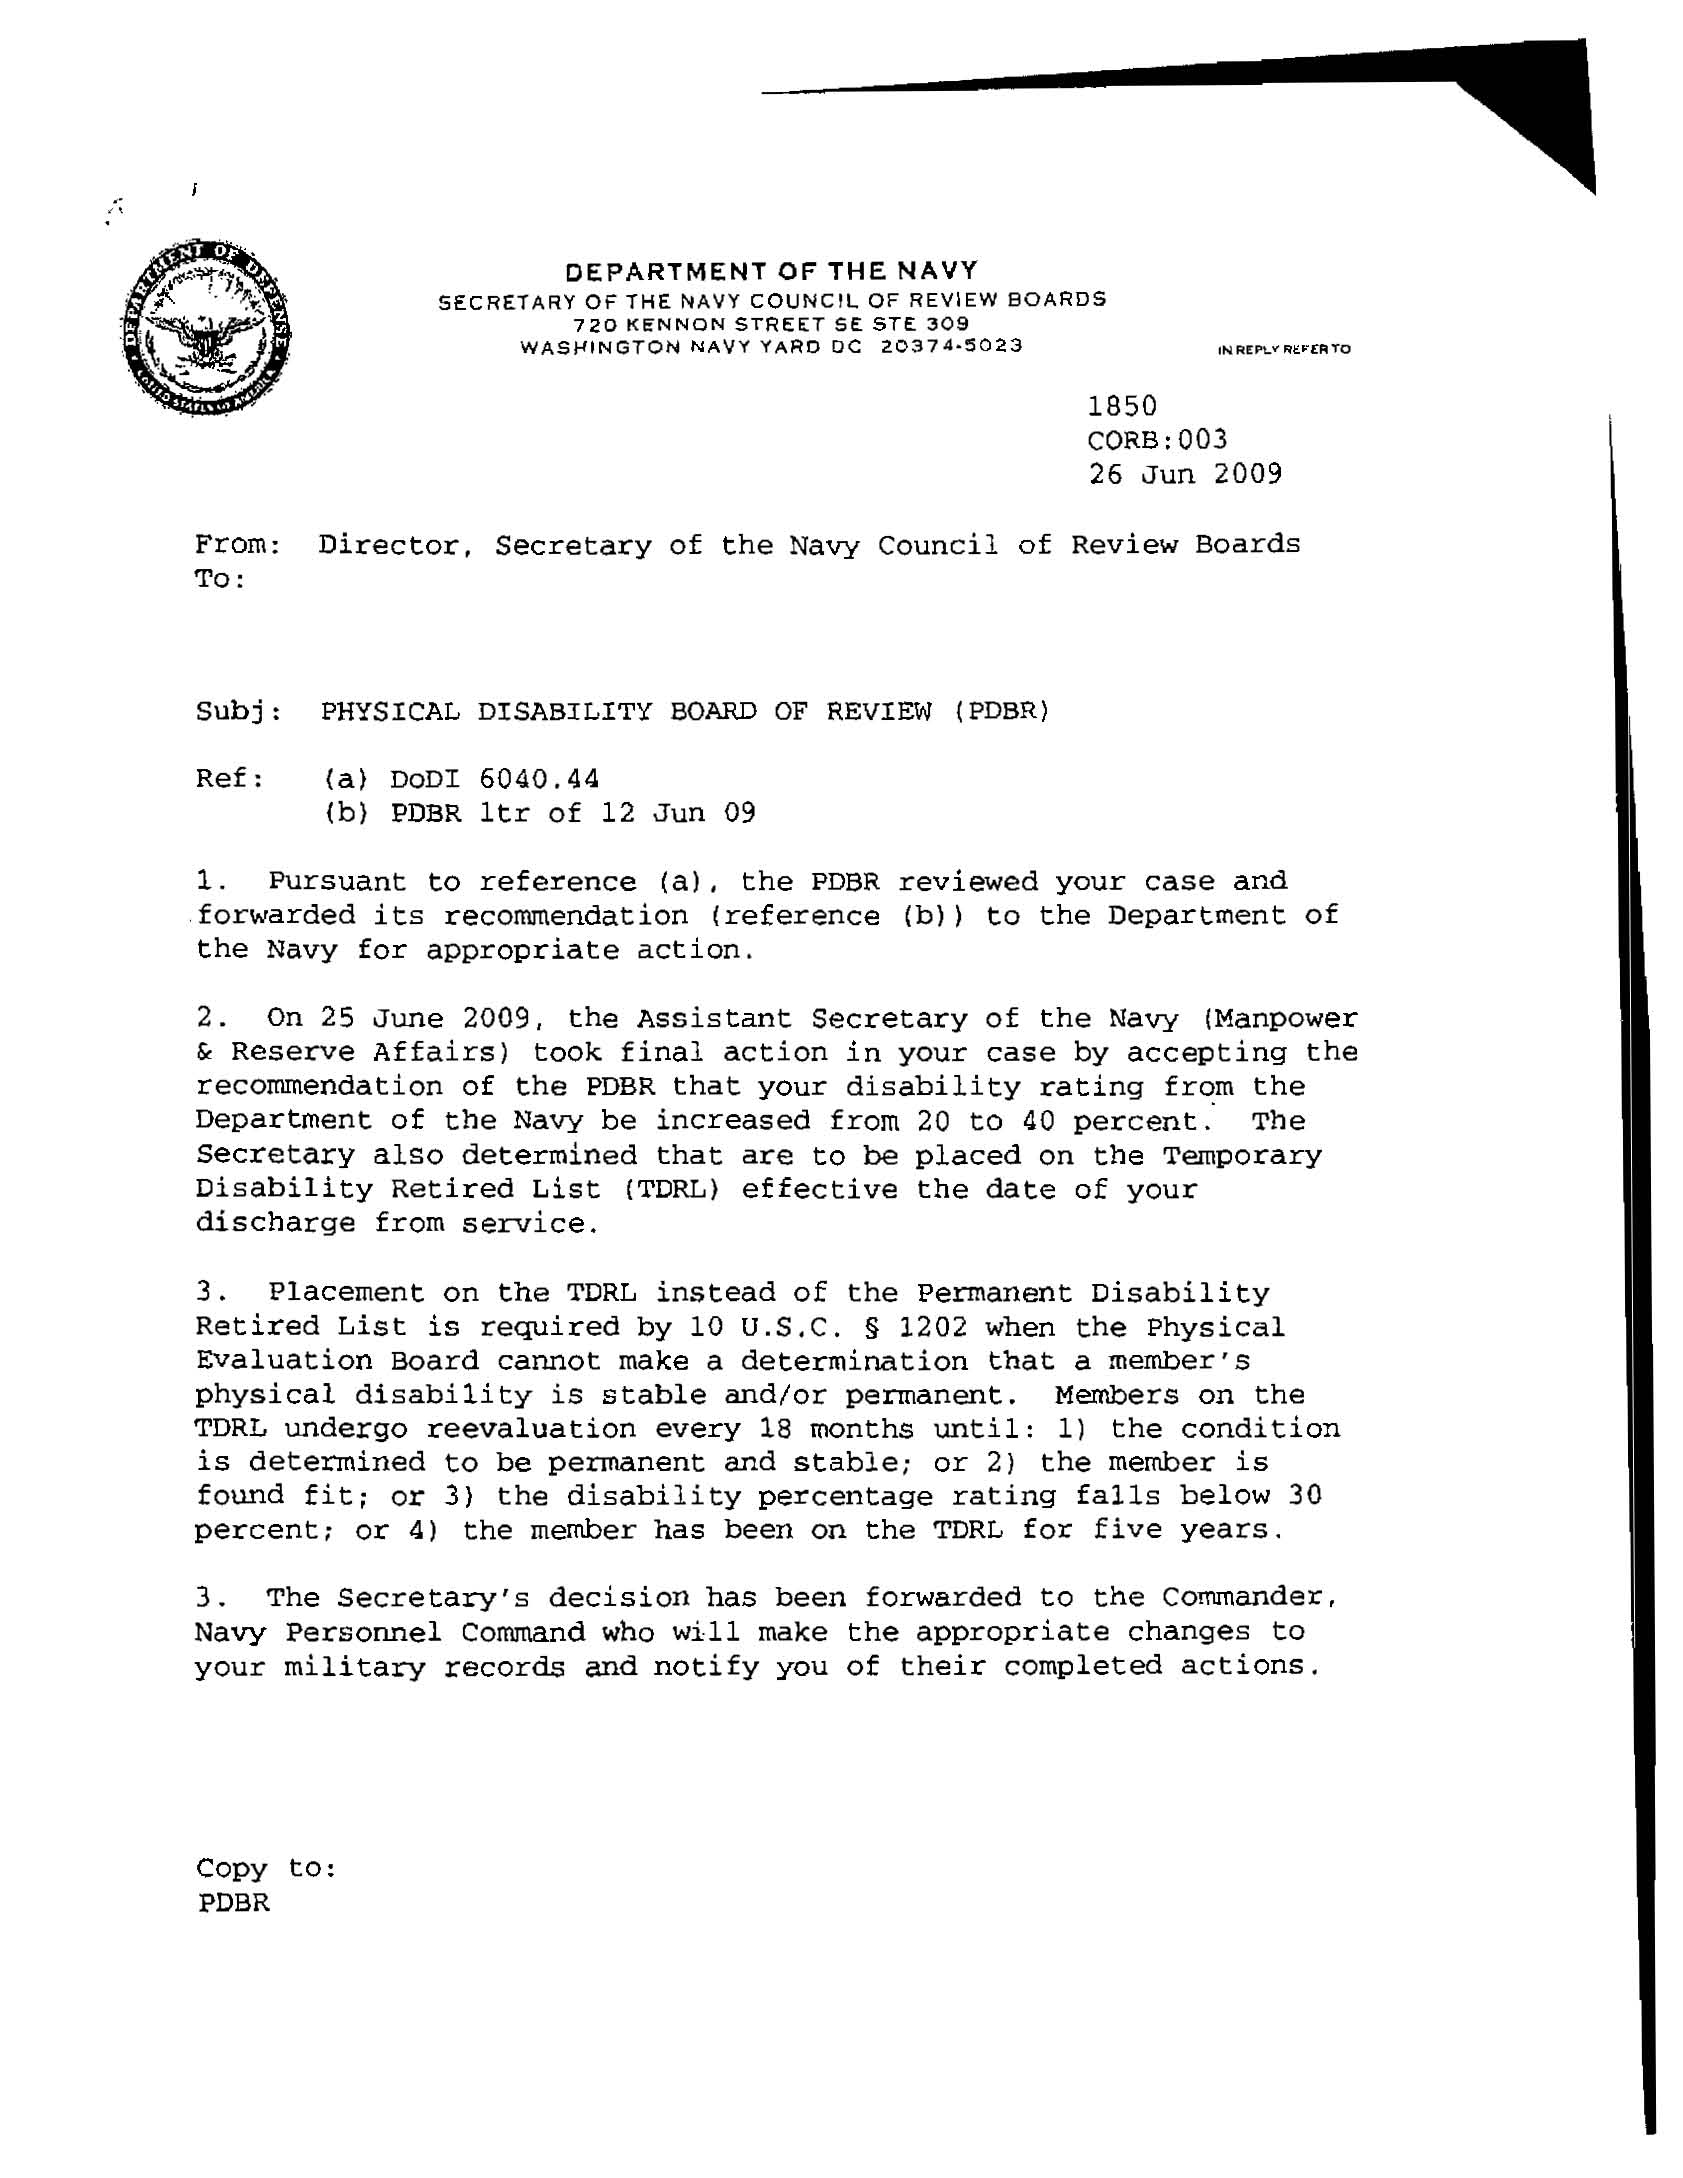 DEPARTMENT OF DEFENSE
UNITED STATES OF AMERICA
DEPARTMENT OF THE NAVY
SECRETARY OF THE NAVY COUNCIL OF REVIEW BOARDS
720 KENNON STREET SE STE 309
WASHINGTON NAVY YARD DC 20374-5023
IN REPLY REFER TO
1850
CORB:003
26 Jun 2009
From: Director, Secretary of the Navy Council of Review Boards
To:
Subj: PHYSICAL DISABILITY BOARD OF REVIEW (PDBR)
Ref: (a) DoDI 6040.44
(b) PDBR ltr of 12 Jun 09
1. Pursuant to reference (a), the PDBR reviewed your case and
forwarded its recommendation (reference (b)) to the Department of
the Navy for appropriate action.
2. On 25 June 2009, the Assistant Secretary of the Navy (Manpower
& Reserve Affairs) took final action in your case by accepting the
recommendation of the PDBR that your disability rating from the
Department of the Navy be increased from 20 to 40 percent. The
Secretary also determined that are to be placed on the Temporary
Disability Retired List (TDRL) effective the date of your
discharge from service.
3. Placement on the TDRL instead of the Permanent Disability
Retired List is required by 10 U.S.C. § 1202 when the Physical
Evaluation Board cannot make a determination that a member's
physical disability is stable and/or permanent. Members on the
TDRL undergo reevaluation every 18 months until: 1) the condition
is determined to be permanent and stable; or 2) the member is
found fit; or 3) the disability percentage rating falls below 30
percent; or 4) the member has been on the TDRL for five years.
3. The Secretary's decision has been forwarded to the Commander,
Navy Personnel Command who will make the appropriate changes to
your military records and notify you of their completed actions.
Copy to:
PDBR